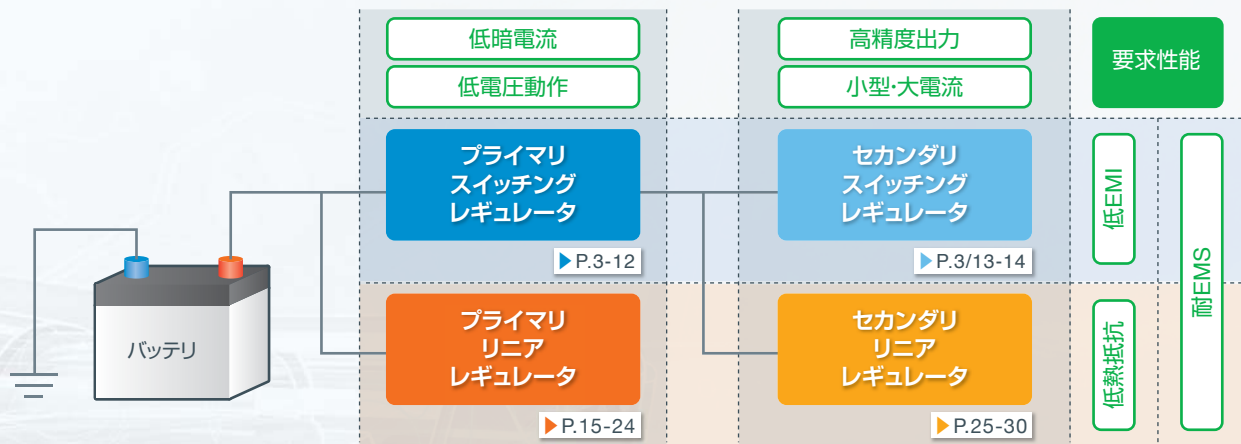 低暗電流
高精度出力
要求性能
低電圧動作
小型・大電流
プライマリ
スイッチング
レギュレータ
▶P.3-12
セカンダリ
スイッチング
レギュレータ
▶P.3/13-14
低EMI
耐EMS
バッテリ
プライマリ
リニア
レギュレータ
▶P.15-24
セカンダリ
リニア
レギュレータ
▶P.25-30
低熱抵抗